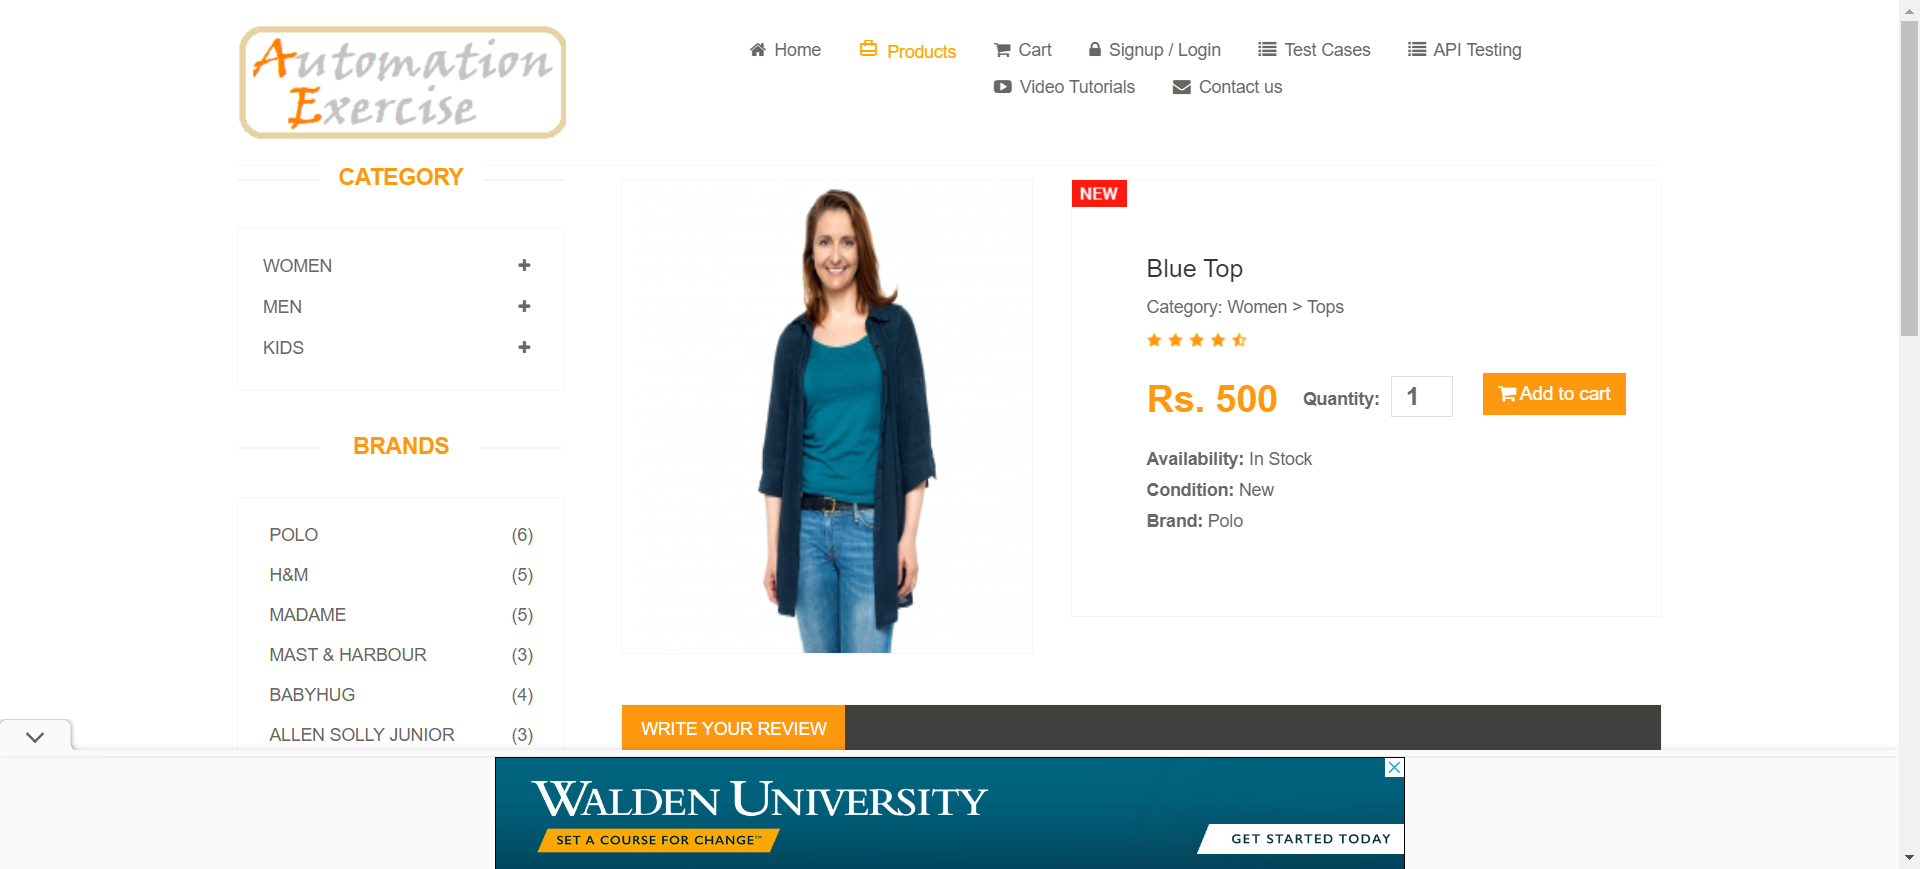 Automation
Exercise
Home
Products
Cart
Signup / Login
Test Cases
API Testing
Video Tutorials
Contact us
CATEGORY
WOMEN
MEN
KIDS
BRANDS
POLO (6)
H&M (5)
MADAME (5)
MAST & HARBOUR (3)
BABYHUG (4)
ALLEN SOLLY JUNIOR (3)
NEW
Blue Top
Category: Women > Tops
Rs. 500 Quantity: 1 Add to cart
Availability: In Stock
Condition: New
Brand: Polo
WRITE YOUR REVIEW
WALDEN UNIVERSITY
SET A COURSE FOR CHANGE™
GET STARTED TODAY